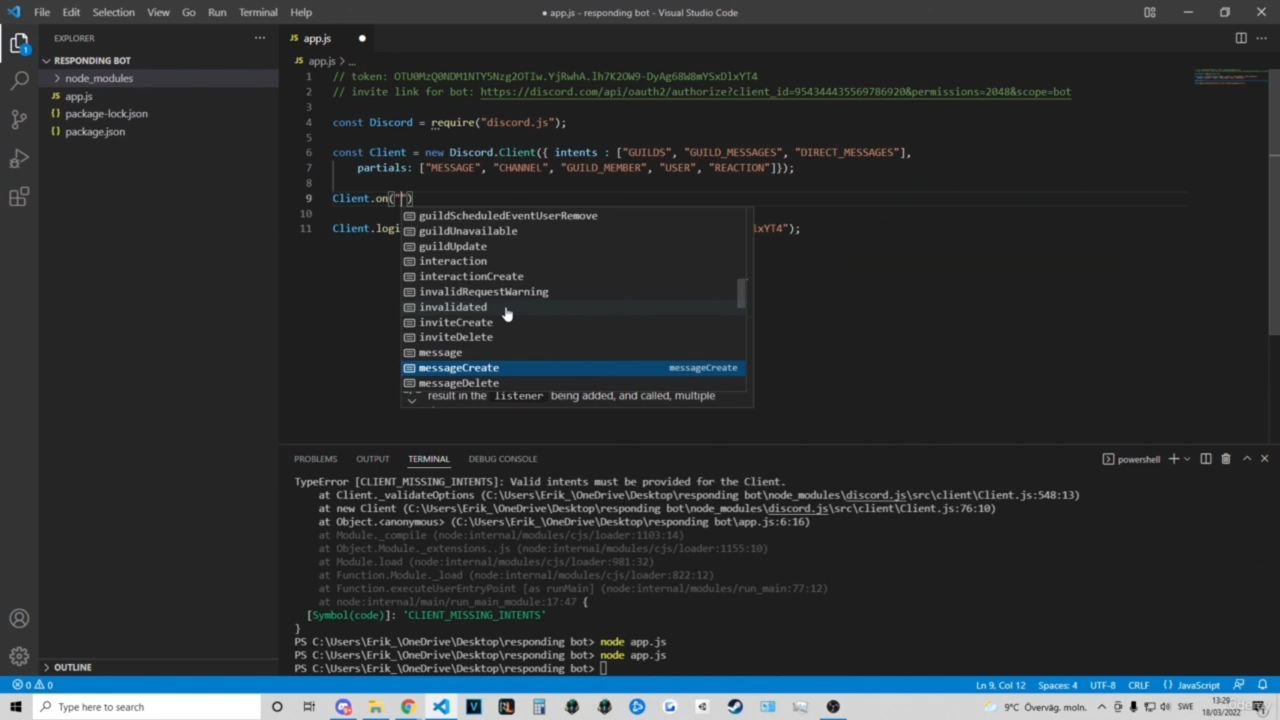 File Edit Selection View Go Run Terminal Help
● app.js - responding bot - Visual Studio Code
EXPLORER
RESPONDING BOT
node_modules
app.js
package-lock.json
package.json
OUTLINE
app.js
app.js > ...
1 // token: OTU0MzQ0NDM1NTY5Nzg2OTIw.YjRwhA.
2 // invite link for bot: https://discord.com/api/oauth2/authorize?client_id=954344435569786920&permissions=2048&scope=bot
3
4 const Discord = require("discord.js");
5
6 const Client = new Discord.Client({ intents : ["GUILDS", "GUILD_MESSAGES", "DIRECT_MESSAGES"],
7 partials: ["MESSAGE", "CHANNEL", "GUILD_MEMBER", "USER", "REACTION"]});
8
9 Client.on("")
10
11 Client.logi lxYT4");
guildScheduledEventUserRemove
guildUnavailable
guildUpdate
interaction
interactionCreate
invalidRequestWarning
invalidated
inviteCreate
inviteDelete
message
messageCreate messageCreate
messageDelete
result in the listener being added, and called, multiple
PROBLEMS OUTPUT TERMINAL DEBUG CONSOLE
powershell
TypeError [CLIENT_MISSING_INTENTS]: Valid intents must be provided for the Client.
at Client._validateOptions (C:\Users\Erik_\OneDrive\Desktop\responding bot\node_modules\discord.js\src\client\Client.js:548:13)
at new Client (C:\Users\Erik_\OneDrive\Desktop\responding bot\node_modules\discord.js\src\client\Client.js:76:10)
at Object.<anonymous> (C:\Users\Erik_\OneDrive\Desktop\responding bot\app.js:6:16)
at Module._compile (node:internal/modules/cjs/loader:1103:14)
at Object.Module._extensions..js (node:internal/modules/cjs/loader:1155:10)
at Module.load (node:internal/modules/cjs/loader:981:32)
at Function.Module._load (node:internal/modules/cjs/loader:822:12)
at Function.executeUserEntryPoint [as runMain] (node:internal/modules/run_main:77:12)
at node:internal/main/run_main_module:17:47 {
[Symbol(code)]: 'CLIENT_MISSING_INTENTS'
}
PS C:\Users\Erik_\OneDrive\Desktop\responding bot> node app.js
PS C:\Users\Erik_\OneDrive\Desktop\responding bot> node app.js
PS C:\Users\Erik_\OneDrive\Desktop\responding bot>
0 0
Ln 9, Col 12 Spaces: 4 UTF-8 CRLF JavaScript
Type here to search
9°C Överväg. moln. SWE
13:29
18/03/2022